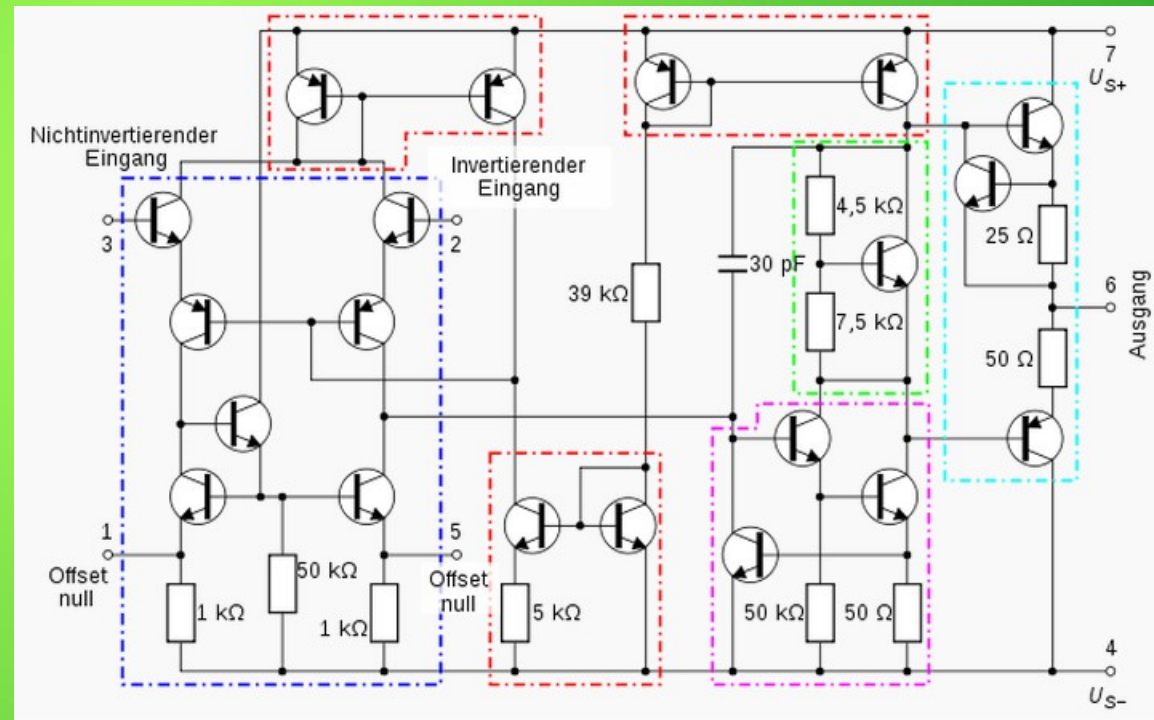 7
U S+
Nichtinvertierender
Eingang
Invertierender
Eingang
3
2
4,5 kΩ
25 Ω
30 pF
39 kΩ
6
Ausgang
7,5 kΩ
50 Ω
1
5
Offset
null
50 kΩ
Offset
null
1 kΩ
1 kΩ
5 kΩ
50 kΩ
50 Ω
4
U S−